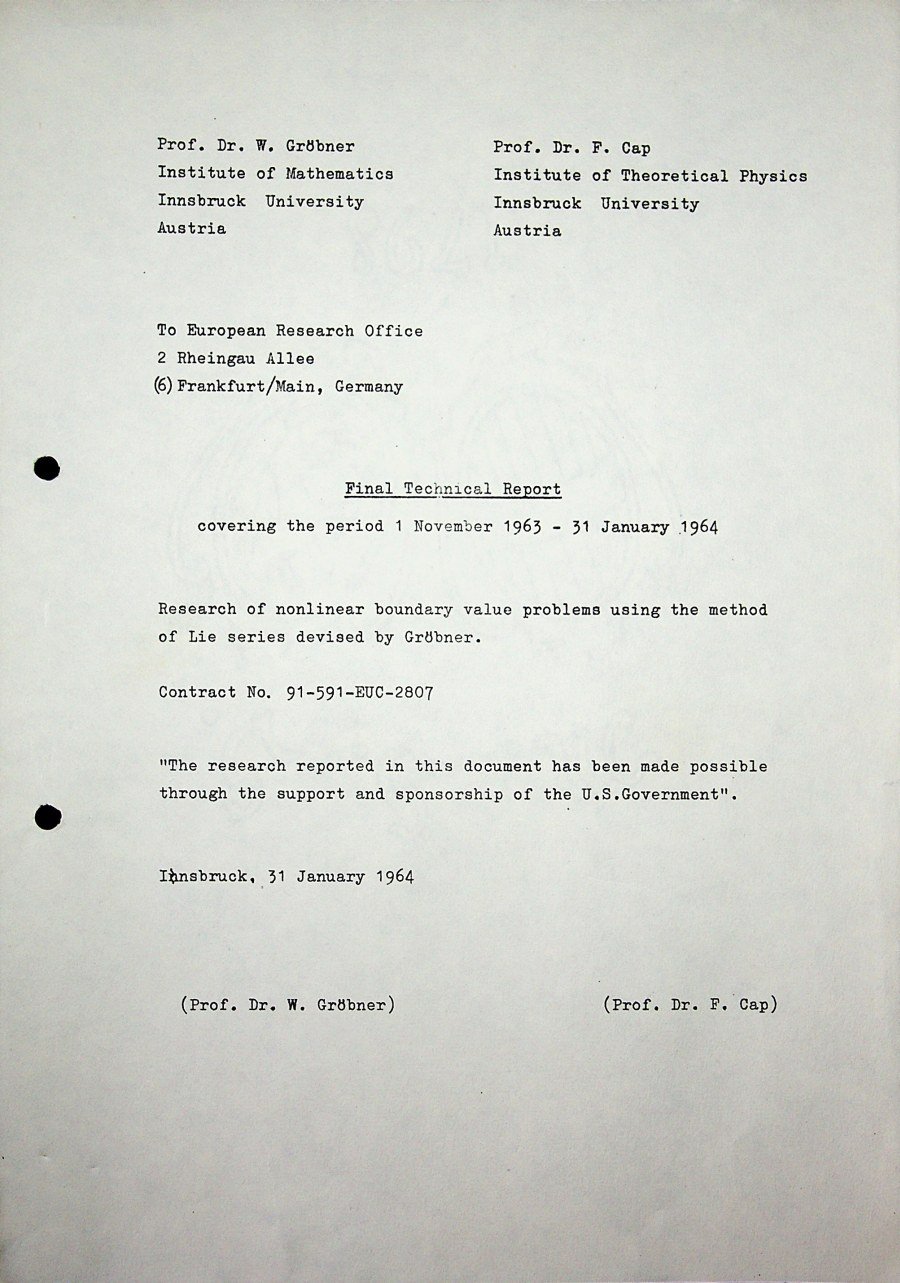 Prof. Dr. W. Gröbner
Institute of Mathematics
Innsbruck University
Austria
Prof. Dr. F. Cap
Institute of Theoretical Physics
Innsbruck University
Austria
To European Research Office
2 Rheingau Allee
(6) Frankfurt/Main, Germany
Final Technical Report
covering the period 1 November 1963 - 31 January 1964
Research of nonlinear boundary value problems using the method
of Lie series devised by Gröbner.
Contract No. 91-591-EUC-2807
"The research reported in this document has been made possible
through the support and sponsorship of the U.S.Government".
Innsbruck, 31 January 1964
(Prof. Dr. W. Gröbner) (Prof. Dr. F. Cap)